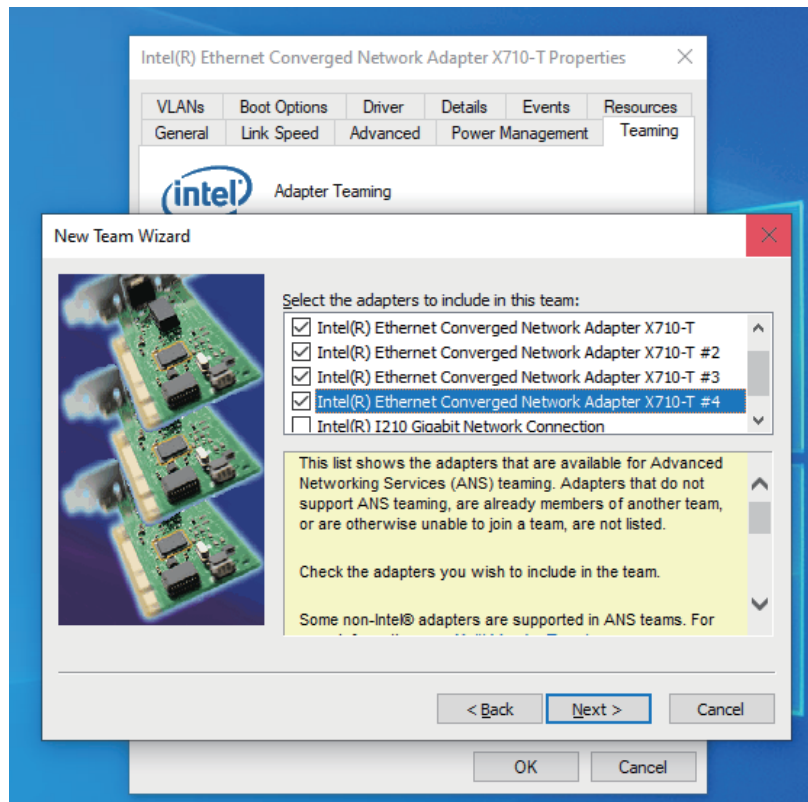 Intel(R) Ethernet Converged Network Adapter X710-T Properties
VLANs Boot Options Driver Details Events Resources
General Link Speed Advanced Power Management Teaming
intel
Adapter Teaming
New Team Wizard
Select the adapters to include in this team:
Intel(R) Ethernet Converged Network Adapter X710-T
Intel(R) Ethernet Converged Network Adapter X710-T #2
Intel(R) Ethernet Converged Network Adapter X710-T #3
Intel(R) Ethernet Converged Network Adapter X710-T #4
Intel(R) I210 Gigabit Network Connection
This list shows the adapters that are available for Advanced
Networking Services (ANS) teaming. Adapters that do not
support ANS teaming, are already members of another team,
or are otherwise unable to join a team, are not listed.
Check the adapters you wish to include in the team.
Some non-Intel® adapters are supported in ANS teams. For
< Back Next > Cancel
OK Cancel